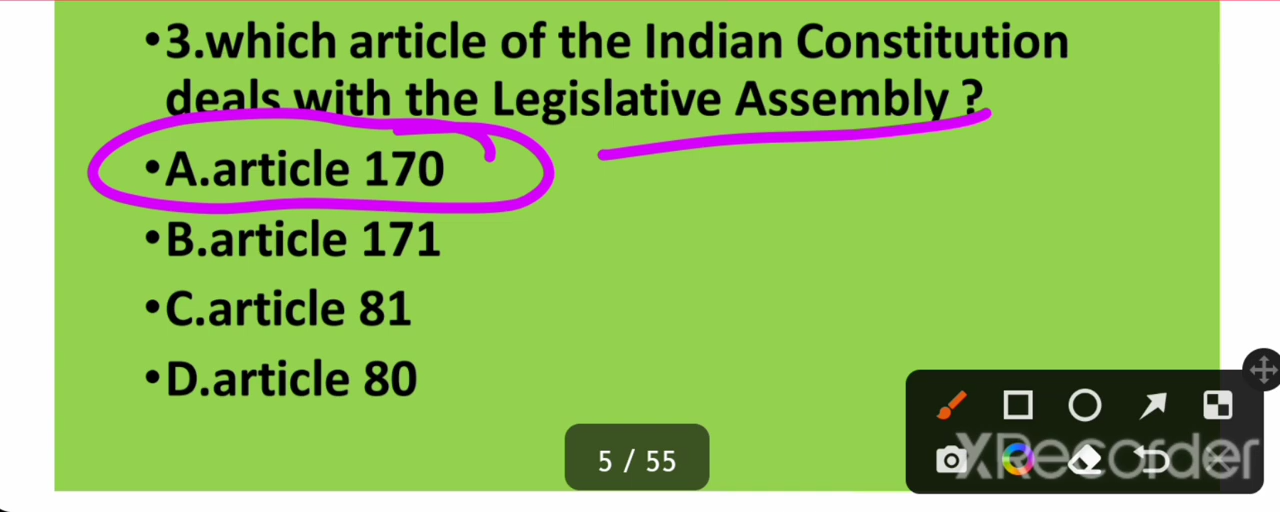 •3.which article of the Indian Constitution
deals with the Legislative Assembly ?
•A.article 170
•B.article 171
•C.article 81
•D.article 80
5 / 55
XRecorder